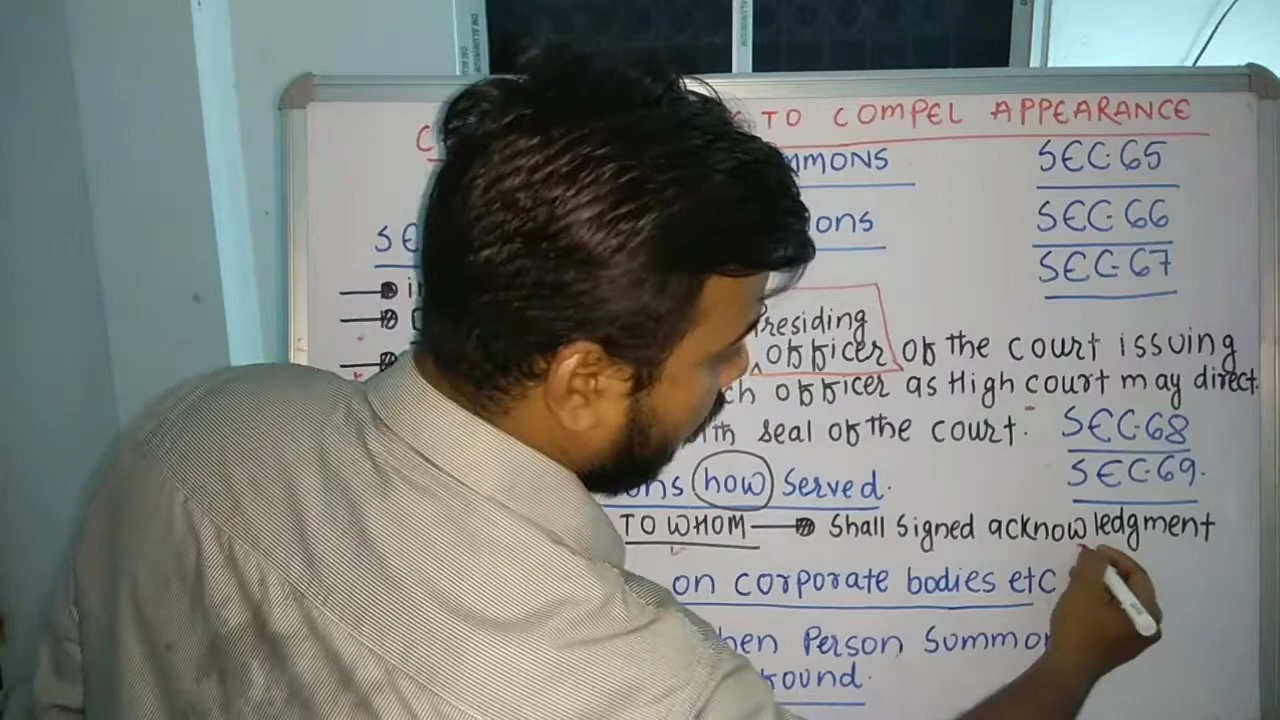 TO COMPEL APPEARANCE
MMONS SEC.65
ons SEC.66
SE SEC.67
Presiding
officer of the court issuing
ch officer as High court may direct.
with seal of the court. SEC.68
ons how Served. SEC.69.
TO WHOM Shall Signed acknowledgment
on corporate bodies etc
hen Person Summon
found.